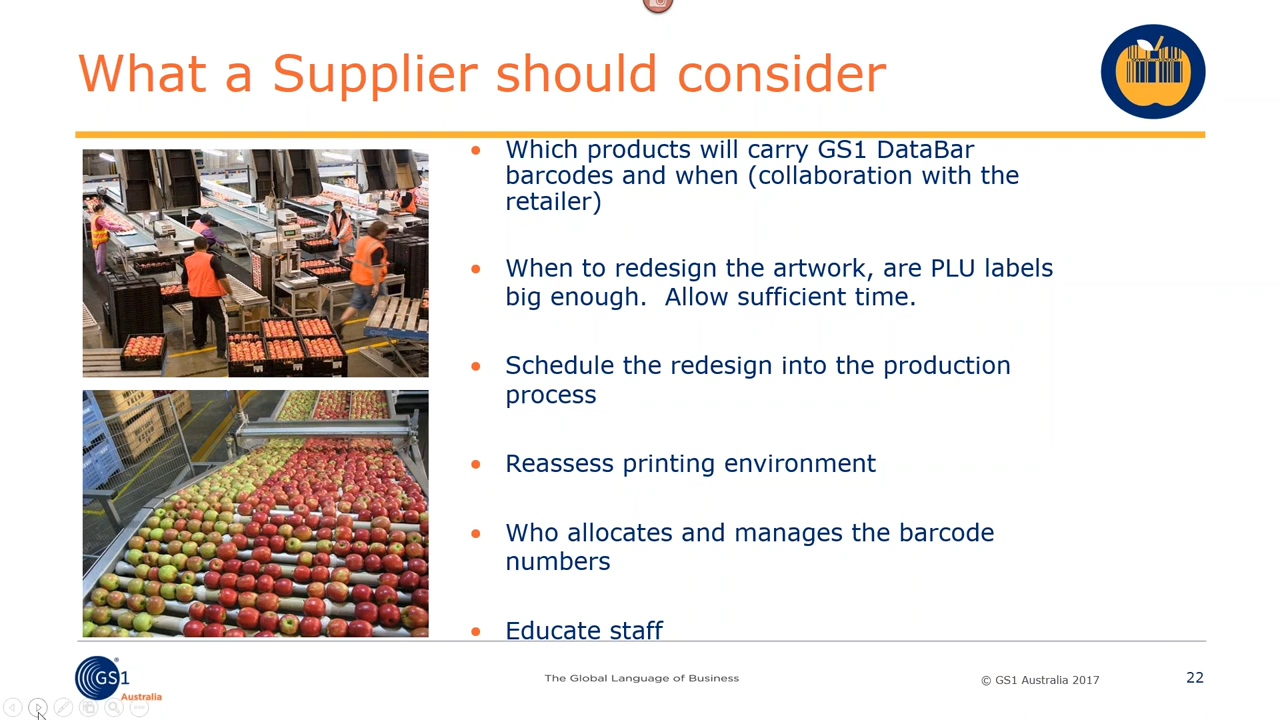 What a Supplier should consider
• Which products will carry GS1 DataBar
barcodes and when (collaboration with the
retailer)
• When to redesign the artwork, are PLU labels
big enough.  Allow sufficient time.
• Schedule the redesign into the production
process
• Reassess printing environment
• Who allocates and manages the barcode
numbers
• Educate staff
GS1
®
Australia
The Global Language of Business
© GS1 Australia 2017
22